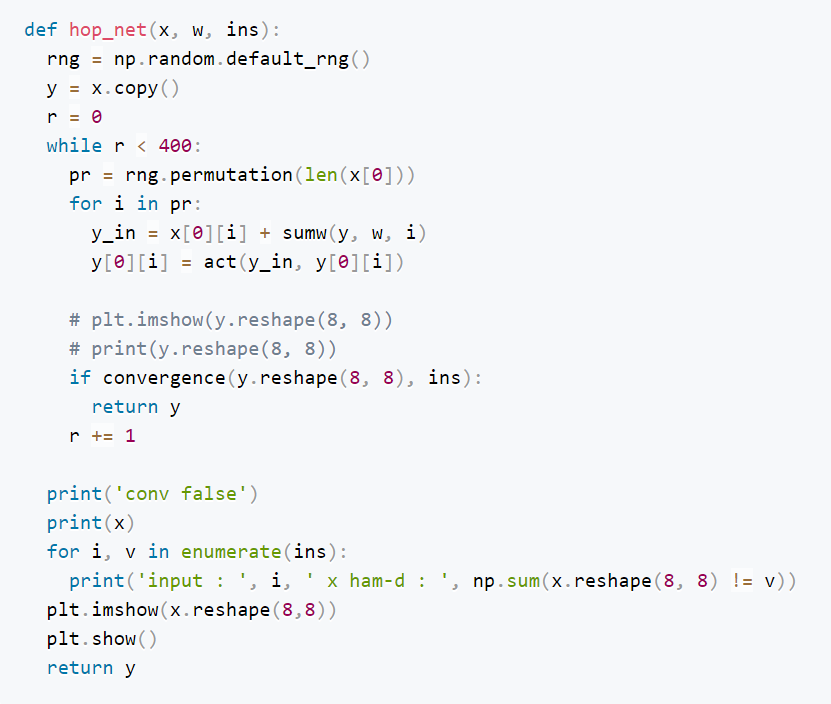 def hop_net(x, w, ins):
  rng = np.random.default_rng()
  y = x.copy()
  r = 0
  while r < 400:
    pr = rng.permutation(len(x[0]))
    for i in pr:
      y_in = x[0][i] + sumw(y, w, i)
      y[0][i] = act(y_in, y[0][i])
    # plt.imshow(y.reshape(8, 8))
    # print(y.reshape(8, 8))
    if convergence(y.reshape(8, 8), ins):
      return y
    r += 1
  print('conv false')
  print(x)
  for i, v in enumerate(ins):
    print('input : ', i, ' x ham-d : ', np.sum(x.reshape(8, 8) != v))
  plt.imshow(x.reshape(8,8))
  plt.show()
  return y